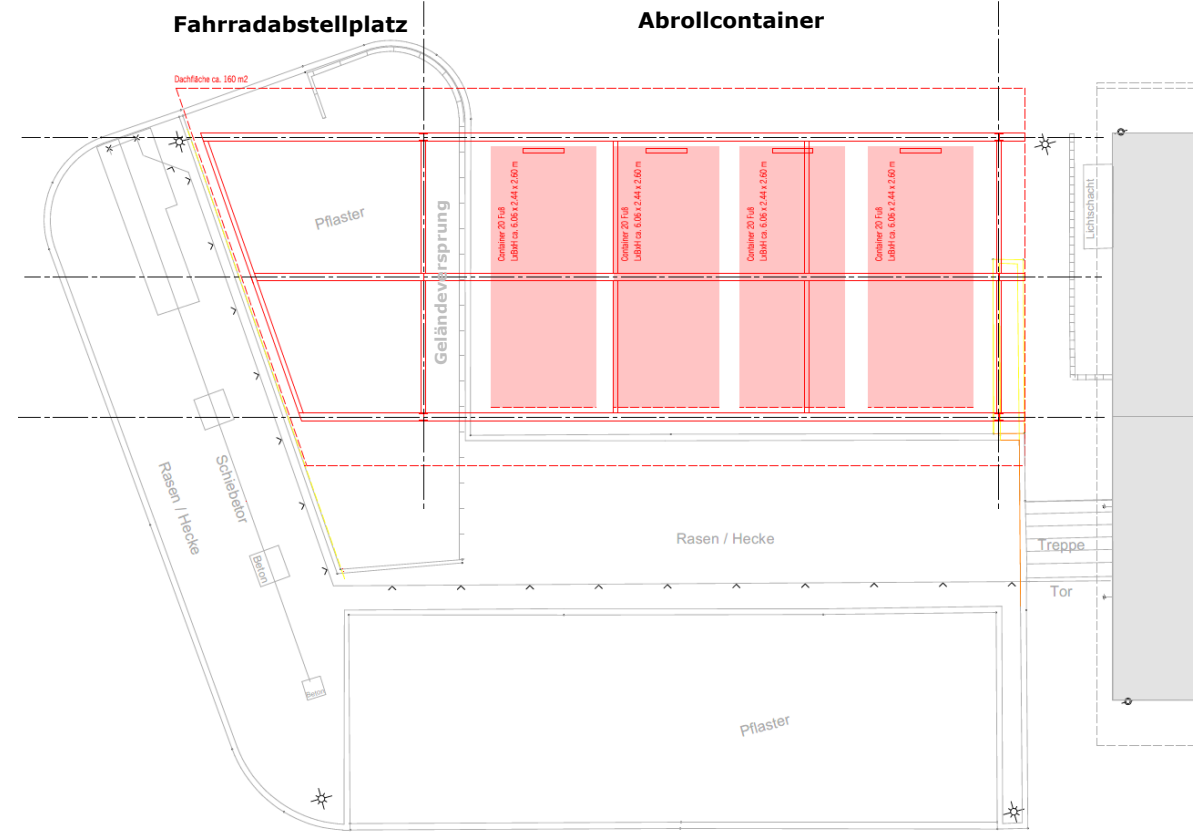 Fahrradabstellplatz
Abrollcontainer
Dachfläche ca. 160 m2
Pflaster
Geländeversprung
Container 20 Fuß
LxBxH ca. 6.06 x 2.44 x 2.60 m
Container 20 Fuß
LxBxH ca. 6.06 x 2.44 x 2.60 m
Container 20 Fuß
LxBxH ca. 6.06 x 2.44 x 2.60 m
Container 20 Fuß
LxBxH ca. 6.06 x 2.44 x 2.60 m
Lichtschacht
Rasen / Hecke
Schiebetor
Beton
Beton
Rasen / Hecke
Treppe
Tor
Pflaster